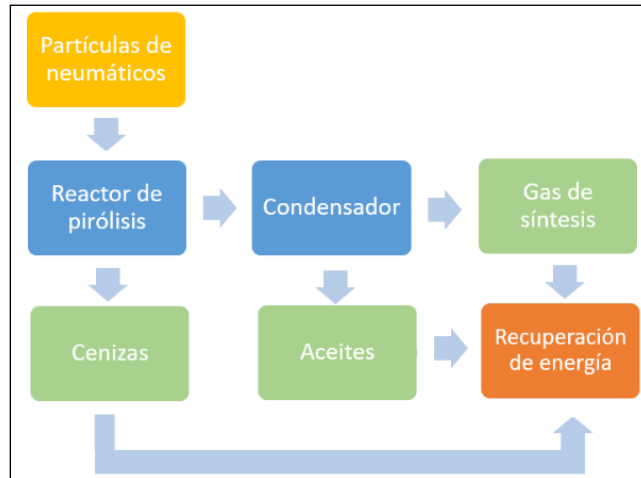 Partículas de
neumáticos
Reactor de
pirólisis
Condensador
Gas de
síntesis
Cenizas
Aceites
Recuperación
de energía